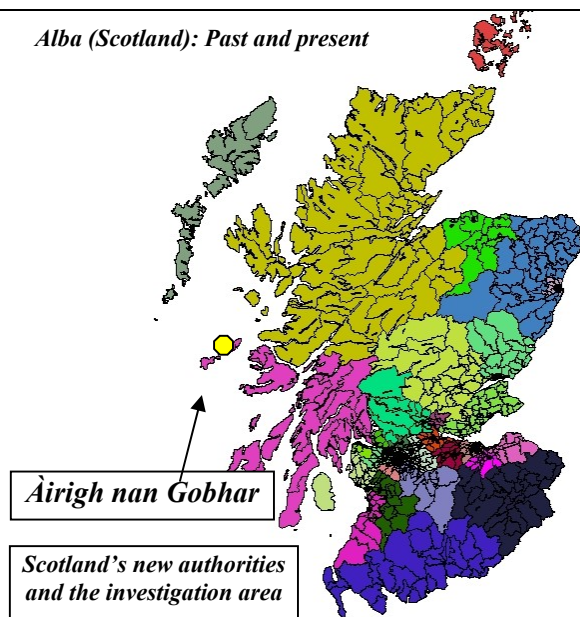 Alba (Scotland): Past and present
Àirigh nan Gobhar
Scotland's new authorities
and the investigation area